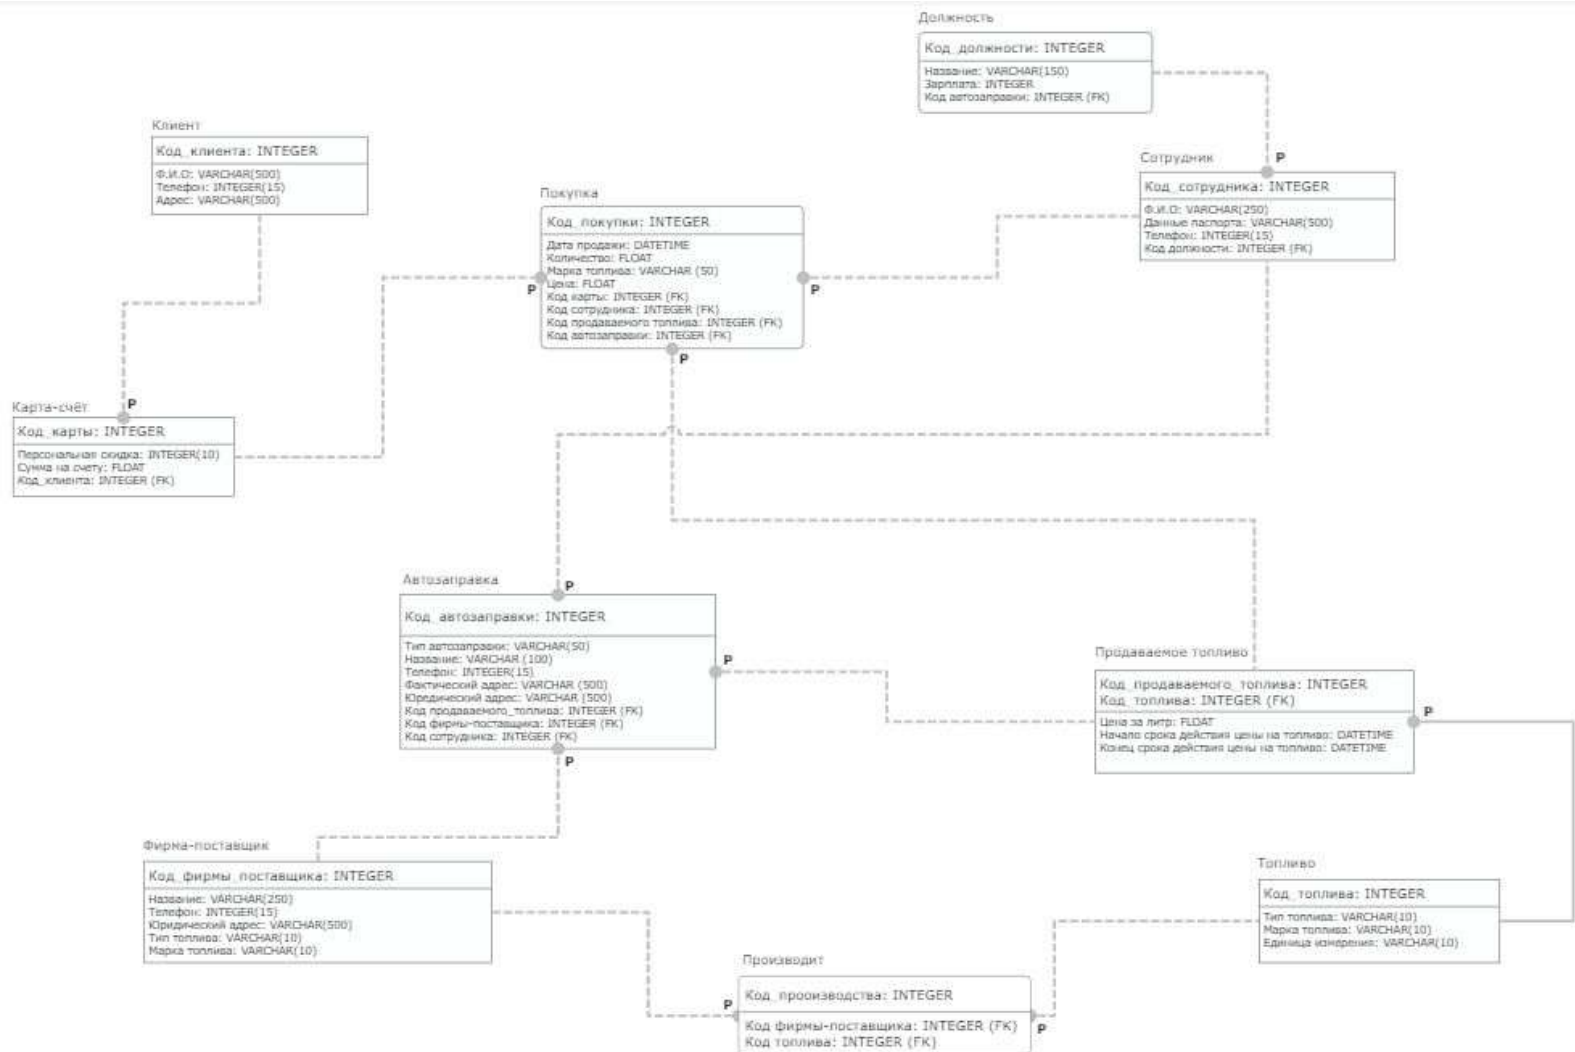 Должность
Код_должности: INTEGER
Название: VARCHAR(150)
Зарплата: INTEGER
Код автозаправки: INTEGER (FK)
Клиент
Код_клиента: INTEGER
Ф.И.О: VARCHAR(500)
Телефон: INTEGER(15)
Адрес: VARCHAR(500)
Сотрудник
P
Код_сотрудника: INTEGER
Ф.И.О: VARCHAR(250)
Данные паспорта: VARCHAR(500)
Телефон: INTEGER(15)
Код должности: INTEGER (FK)
Покупка
Код_покупки: INTEGER
Дата продажи: DATETIME
Количество: FLOAT
Марка топлива: VARCHAR (50)
Цена: FLOAT
Код карты: INTEGER (FK)
Код сотрудника: INTEGER (FK)
Код продаваемого топлива: INTEGER (FK)
Код автозаправки: INTEGER (FK)
P
P
P
Карта-счёт
P
Код_карты: INTEGER
Персональная скидка: INTEGER(10)
Сумма на счету: FLOAT
Код_клиента: INTEGER (FK)
Автозаправка
P
Код_автозаправки: INTEGER
Тип автозаправки: VARCHAR(50)
Название: VARCHAR (100)
Телефон: INTEGER(15)
Фактический адрес: VARCHAR (500)
Юредический адрес: VARCHAR (500)
Код продаваемого_топлива: INTEGER (FK)
Код фирмы-поставщика: INTEGER (FK)
Код сотрудника: INTEGER (FK)
P
P
Продаваемое топливо
Код_продаваемого_топлива: INTEGER
Код_топлива: INTEGER (FK)
Цена за литр: FLOAT
Начало срока действия цены на топливо: DATETIME
Конец срока действия цены на топливо: DATETIME
P
Фирма-поставщик
Код_фирмы_поставщика: INTEGER
Название: VARCHAR(250)
Телефон: INTEGER(15)
Юридический адрес: VARCHAR(500)
Тип топлива: VARCHAR(10)
Марка топлива: VARCHAR(10)
Топливо
Код_топлива: INTEGER
Тип топлива: VARCHAR(10)
Марка топлива: VARCHAR(10)
Единица измерения: VARCHAR(10)
Производит
P
Код_прооизводства: INTEGER
Код фирмы-поставщика: INTEGER (FK)
Код топлива: INTEGER (FK)
P